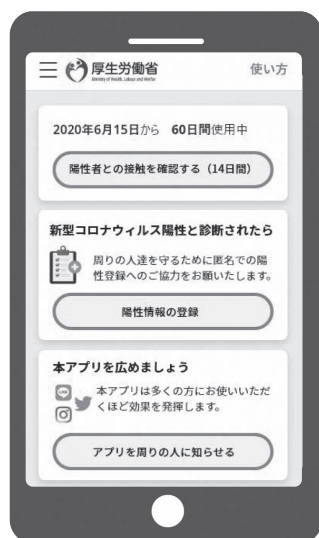 厚生労働省
Ministry of Health, Labour and Welfare
使い方
2020年6月15日から 60日間使用中
陽性者との接触を確認する（14日間）
新型コロナウィルス陽性と診断されたら
周りの人達を守るために匿名での陽
性登録へのご協力をお願いいたします。
陽性情報の登録
本アプリを広めましょう
LINE
本アプリは多くの方にお使いいただ
くほど効果を発揮します。
アプリを周りの人に知らせる